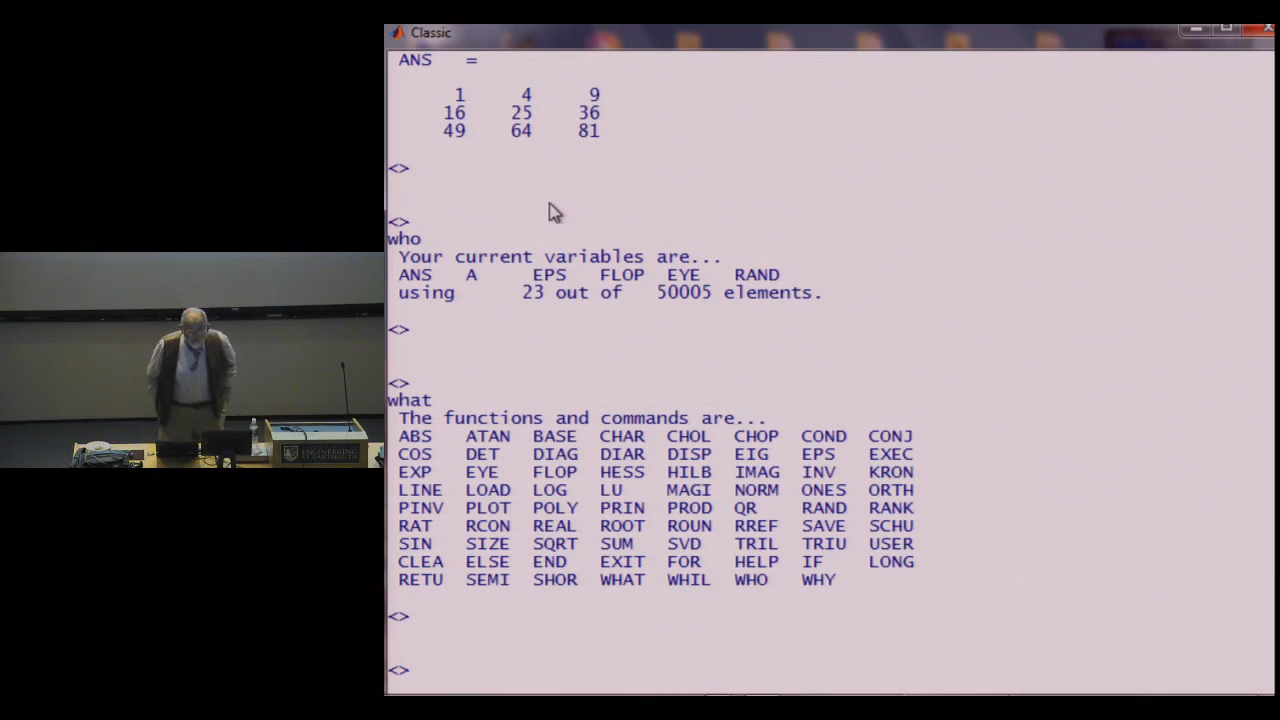 Classic
ANS =
1 4 9
16 25 36
49 64 81
<>
<>
who
Your current variables are...
ANS A EPS FLOP EYE RAND
using 23 out of 50005 elements.
<>
<>
what
The functions and commands are...
ABS ATAN BASE CHAR CHOL CHOP COND CONJ
COS DET DIAG DIAR DISP EIG EPS EXEC
EXP EYE FLOP HESS HILB IMAG INV KRON
LINE LOAD LOG LU MAGI NORM ONES ORTH
PINV PLOT POLY PRIN PROD QR RAND RANK
RAT RCON REAL ROOT ROUN RREF SAVE SCHU
SIN SIZE SQRT SUM SVD TRIL TRIU USER
CLEA ELSE END EXIT FOR HELP IF LONG
RETU SEMI SHOR WHAT WHIL WHO WHY
<>
<>
ENGINEERING
AT DARTMOUTH